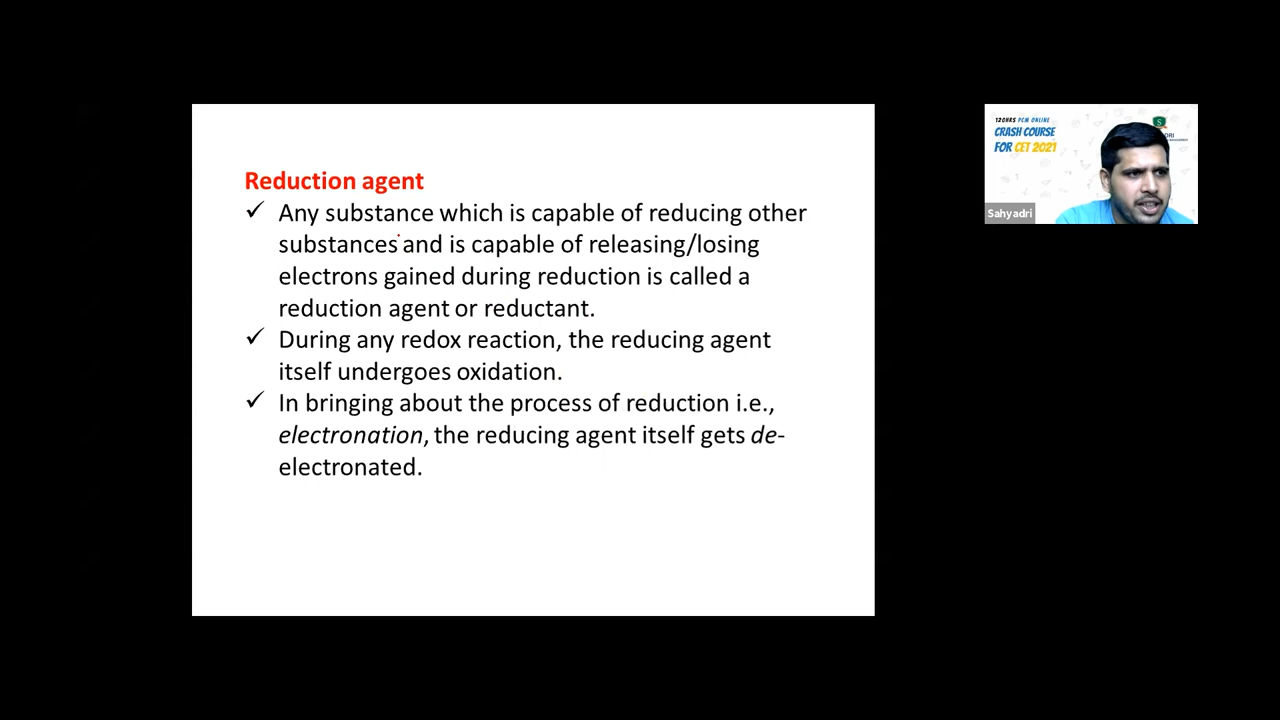 Reduction agent
✓ Any substance which is capable of reducing other
substances and is capable of releasing/losing
electrons gained during reduction is called a
reduction agent or reductant.
✓ During any redox reaction, the reducing agent
itself undergoes oxidation.
✓ In bringing about the process of reduction i.e.,
electronation, the reducing agent itself gets de-
electronated.
120HRS PCM ONLINE
CRASH COURSE
FOR CET 2021
S
Sahyadri